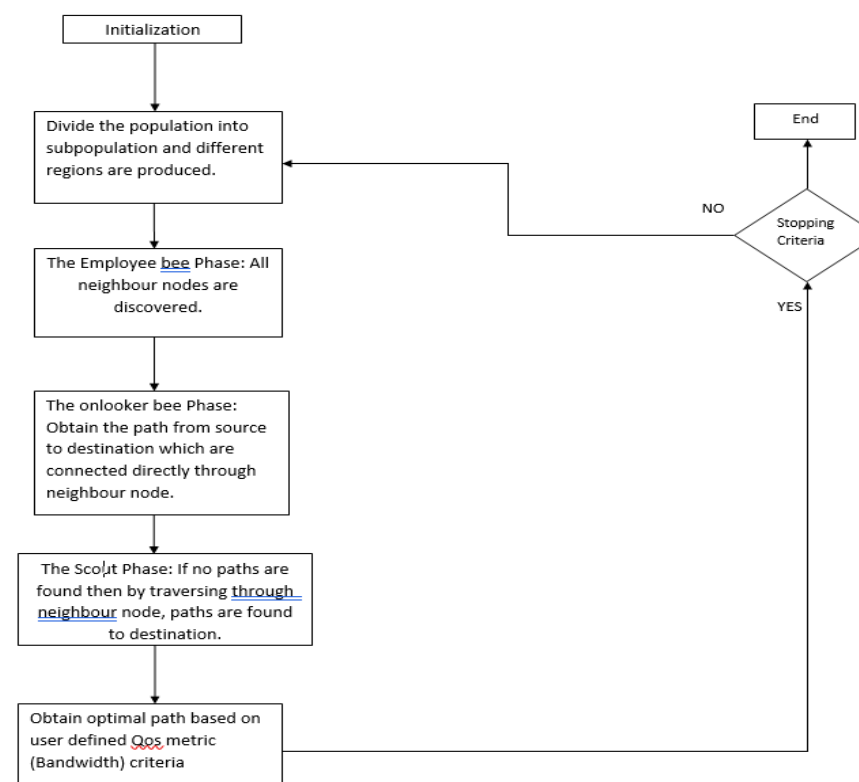 Initialization
Divide the population into
subpopulation and different
regions are produced.
The Employee bee Phase: All
neighbour nodes are
discovered.
The onlooker bee Phase:
Obtain the path from source
to destination which are
connected directly through
neighbour node.
The Scout Phase: If no paths are
found then by traversing through
neighbour node, paths are found
to destination.
Obtain optimal path based on
user defined Qos metric
(Bandwidth) criteria
End
NO
Stopping
Criteria
YES